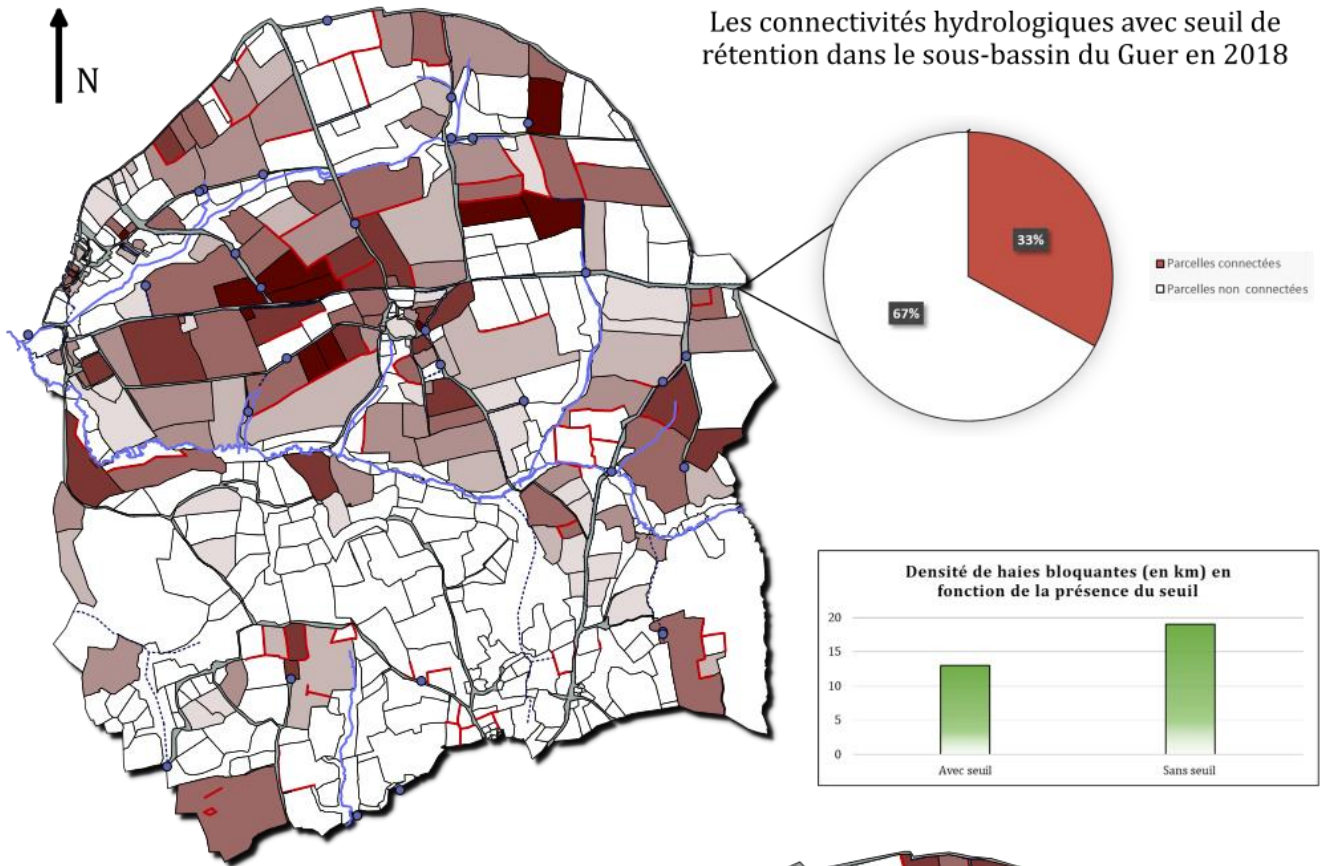 Les connectivités hydrologiques avec seuil de
rétention dans le sous-bassin du Guer en 2018
N
33%
67%
Parcelles connectées
Parcelles non connectées
Densité de haies bloquantes (en km) en
fonction de la présence du seuil
20
15
10
5
0
Avec seuil
Sans seuil